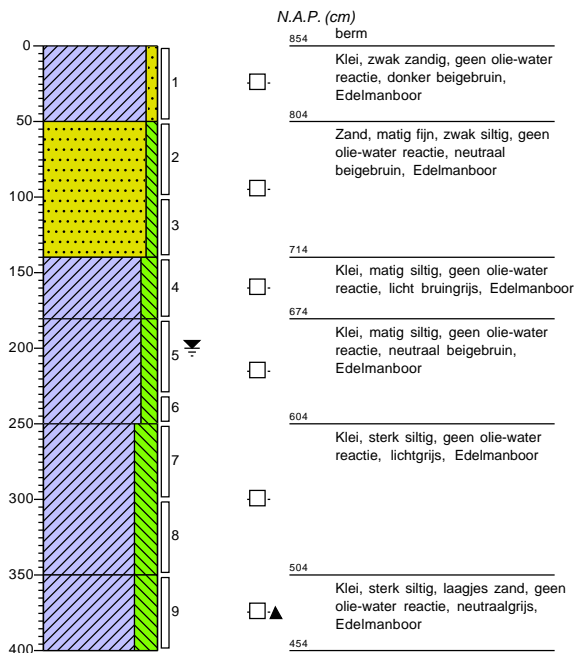 N.A.P. (cm)
854 berm
0
Klei, zwak zandig, geen olie-water
reactie, donker beigebruin,
Edelmanboor
1
50
804
Zand, matig fijn, zwak siltig, geen
olie-water reactie, neutraal
beigebruin, Edelmanboor
2
100
3
714
Klei, matig siltig, geen olie-water
reactie, licht bruingrijs, Edelmanboor
150
4
674
Klei, matig siltig, geen olie-water
reactie, neutraal beigebruin,
Edelmanboor
200
5
6
250
604
Klei, sterk siltig, geen olie-water
reactie, lichtgrijs, Edelmanboor
7
300
8
350
504
Klei, sterk siltig, laagjes zand, geen
olie-water reactie, neutraalgrijs,
Edelmanboor
9
400
454